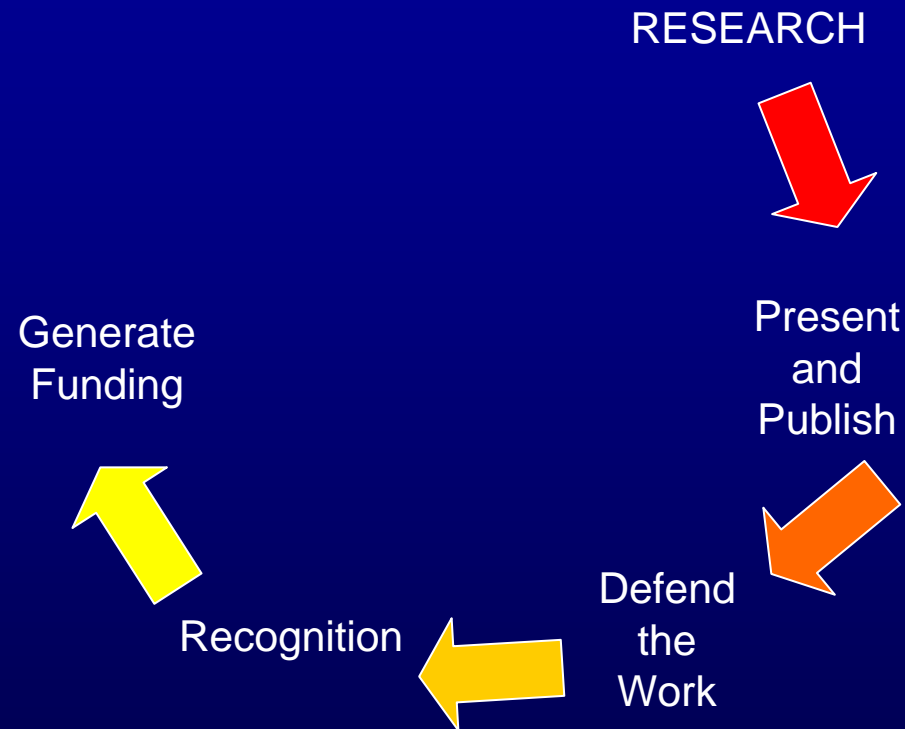 RESEARCH
Present
and
Publish
Defend
the
Work
Recognition
Generate
Funding